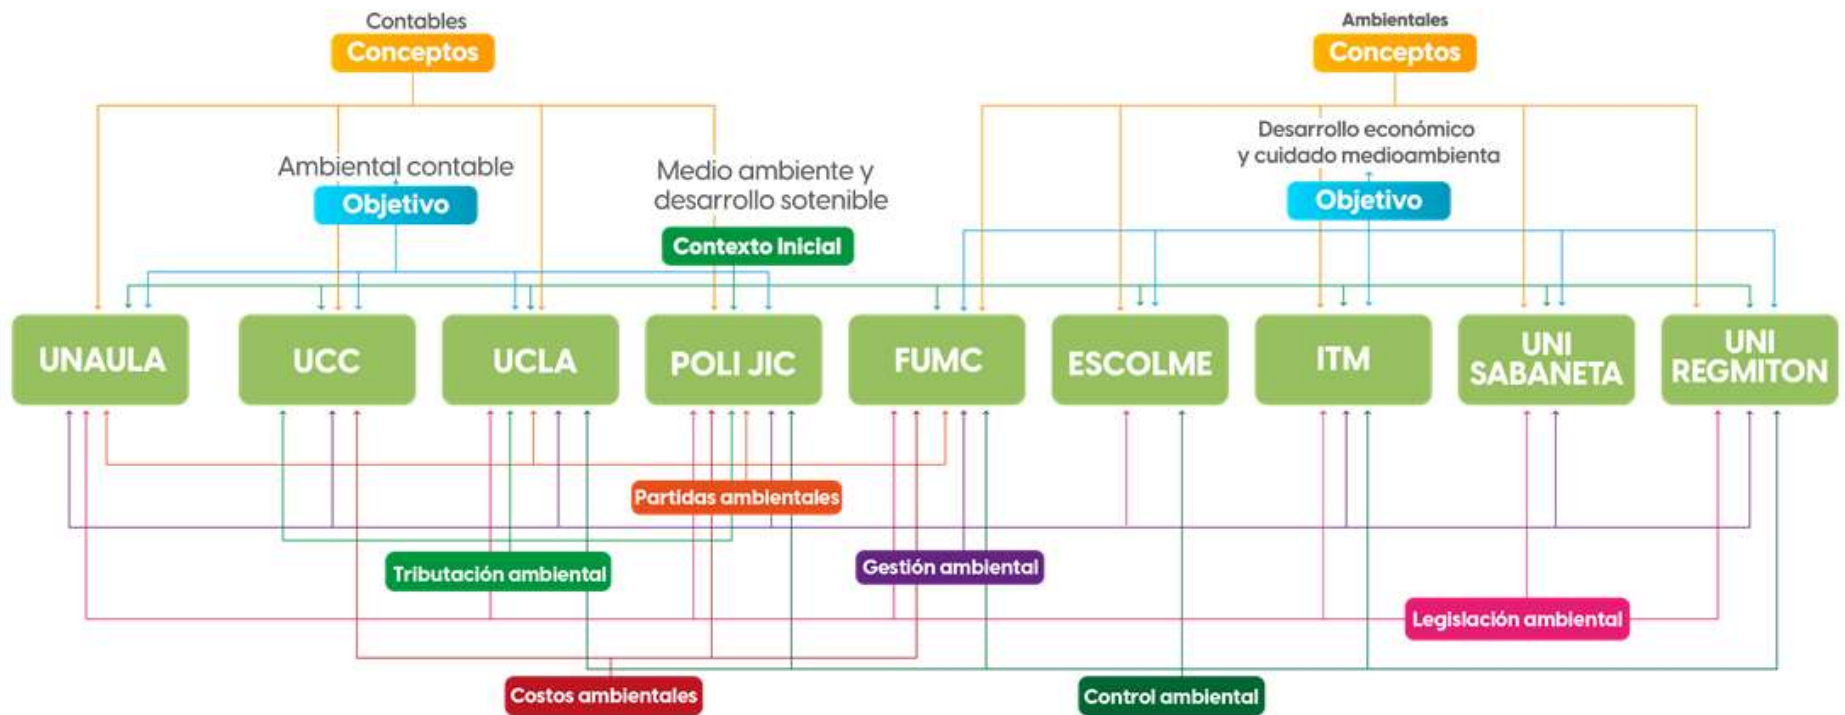 Contables
Conceptos
Ambientales
Conceptos
Ambiental contable
Objetivo
Medio ambiente y
desarrollo sotenible
Contexto Inicial
Desarrollo económico
y cuidado medioambienta
Objetivo
UNAULA
UCC
UCLA
POLI JIC
FUMC
ESCOLME
ITM
UNI
SABANETA
UNI
REGMITON
Partidas ambientales
Tributación ambiental
Gestión ambiental
Legislación ambiental
Costos ambientales
Control ambiental